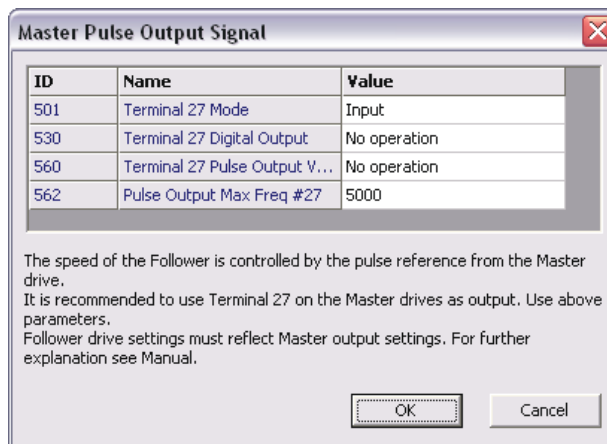 Master Pulse Output Signal
ID Name Value
501 Terminal 27 Mode Input
530 Terminal 27 Digital Output No operation
560 Terminal 27 Pulse Output V... No operation
562 Pulse Output Max Freq #27 5000
The speed of the Follower is controlled by the pulse reference from the Master
drive.
It is recommended to use Terminal 27 on the Master drives as output. Use above
parameters.
Follower drive settings must reflect Master output settings. For further
explanation see Manual.
OK Cancel